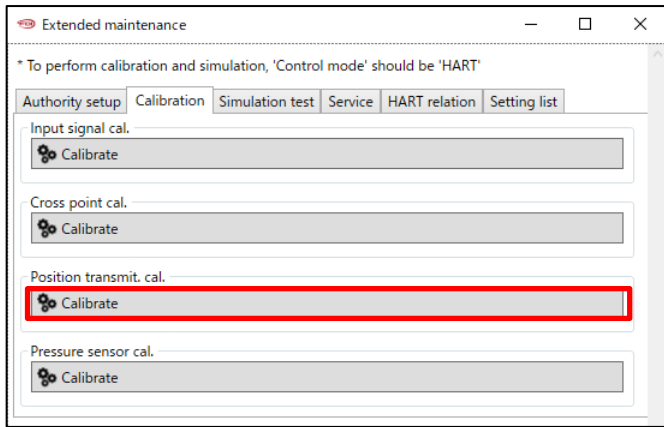 Extended maintenance
* To perform calibration and simulation, 'Control mode' should be 'HART'
Authority setup Calibration Simulation test Service HART relation Setting list
Input signal cal.
Calibrate
Cross point cal.
Calibrate
Position transmit. cal.
Calibrate
Pressure sensor cal.
Calibrate